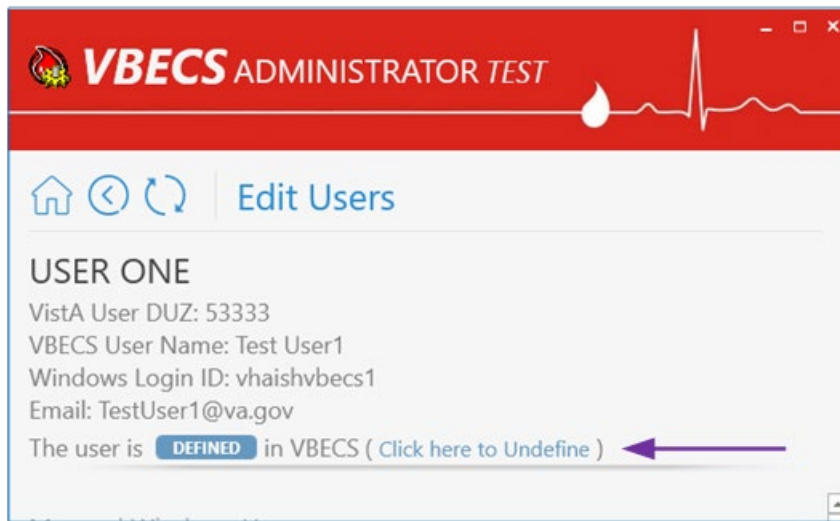 VBECS ADMINISTRATOR TEST
Edit Users
USER ONE
VistA User DUZ: 53333
VBECS User Name: Test User1
Windows Login ID: vhaishvbecs1
Email: TestUser1@va.gov
The user is DEFINED in VBECS ( Click here to Undefine )